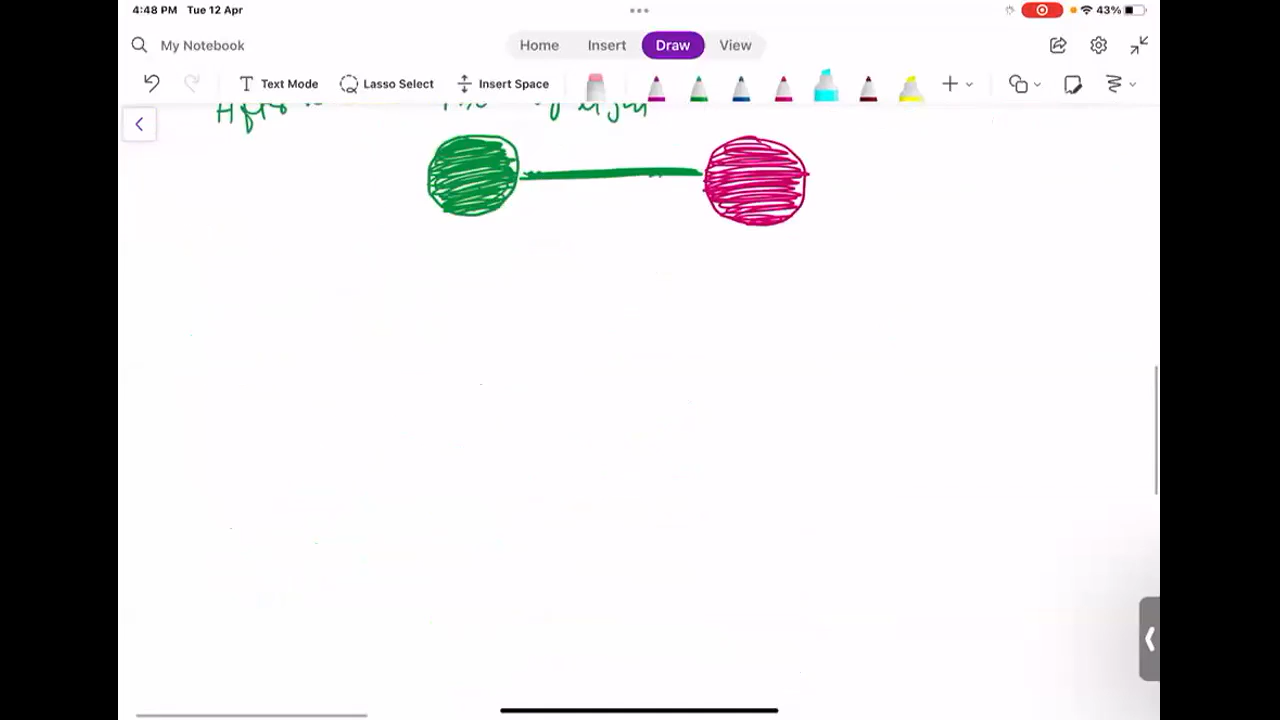 4:48 PM Tue 12 Apr 43%
My Notebook Home Insert Draw View
Text Mode Lasso Select Insert Space